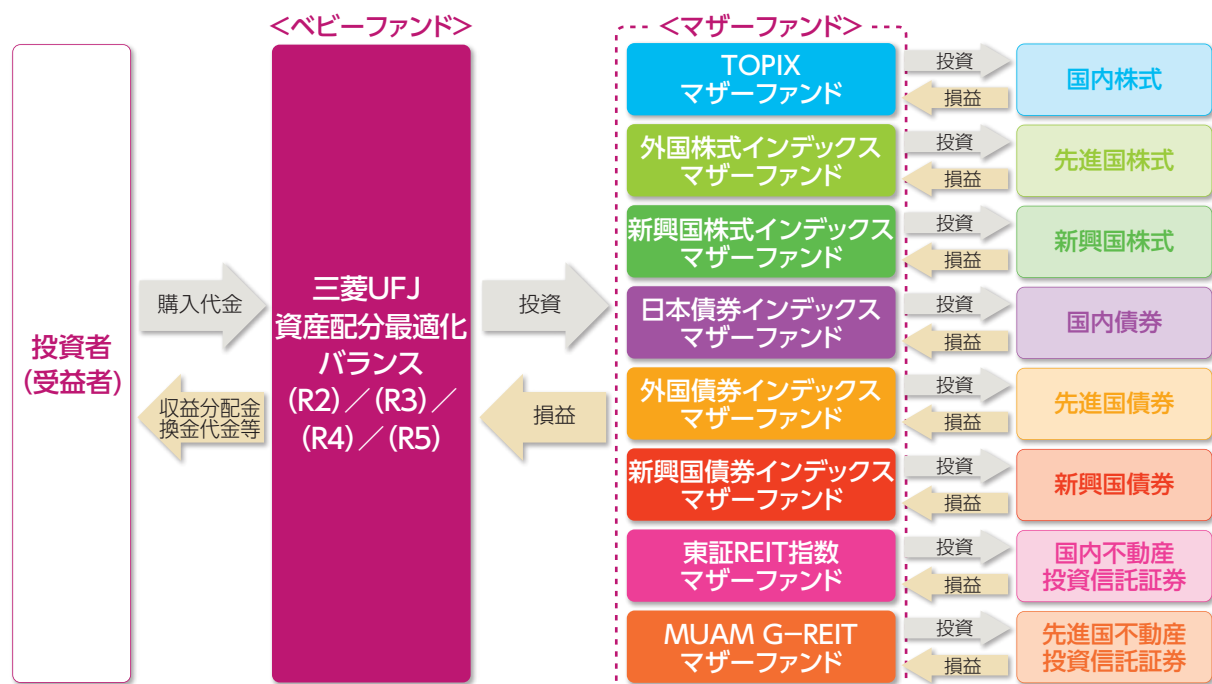 <ベビーファンド>
<マザーファンド>
投資者
(受益者)
購入代金
収益分配金
換金代金等
三菱UFJ
資産配分最適化
バランス
(R2)/(R3)/
(R4)/(R5)
投資
損益
TOPIX
マザーファンド
投資
損益
国内株式
外国株式インデックス
マザーファンド
投資
損益
先進国株式
新興国株式インデックス
マザーファンド
投資
損益
新興国株式
日本債券インデックス
マザーファンド
投資
損益
国内債券
外国債券インデックス
マザーファンド
投資
損益
先進国債券
新興国債券インデックス
マザーファンド
投資
損益
新興国債券
東証REIT指数
マザーファンド
投資
損益
国内不動産
投資信託証券
MUAM G−REIT
マザーファンド
投資
損益
先進国不動産
投資信託証券